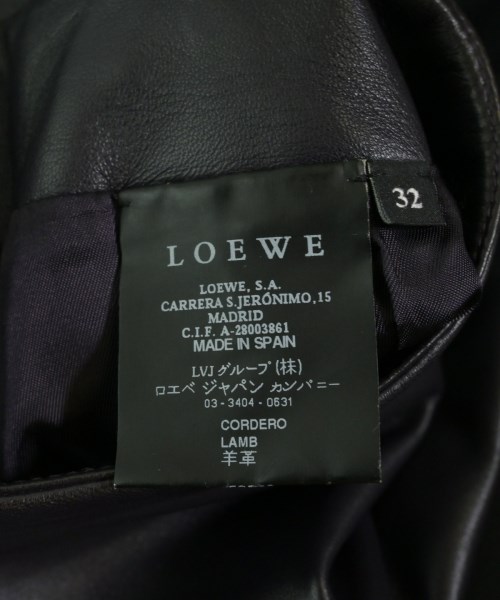 32
LOEWE
LOEWE, S.A.
CARRERA S.JERÓNIMO,15
MADRID
C.I.F. A-28003861
MADE IN SPAIN
LVJ グループ (株)
ロエベ ジャパン カンパニー
03-3404-0631
CORDERO
LAMB
羊革